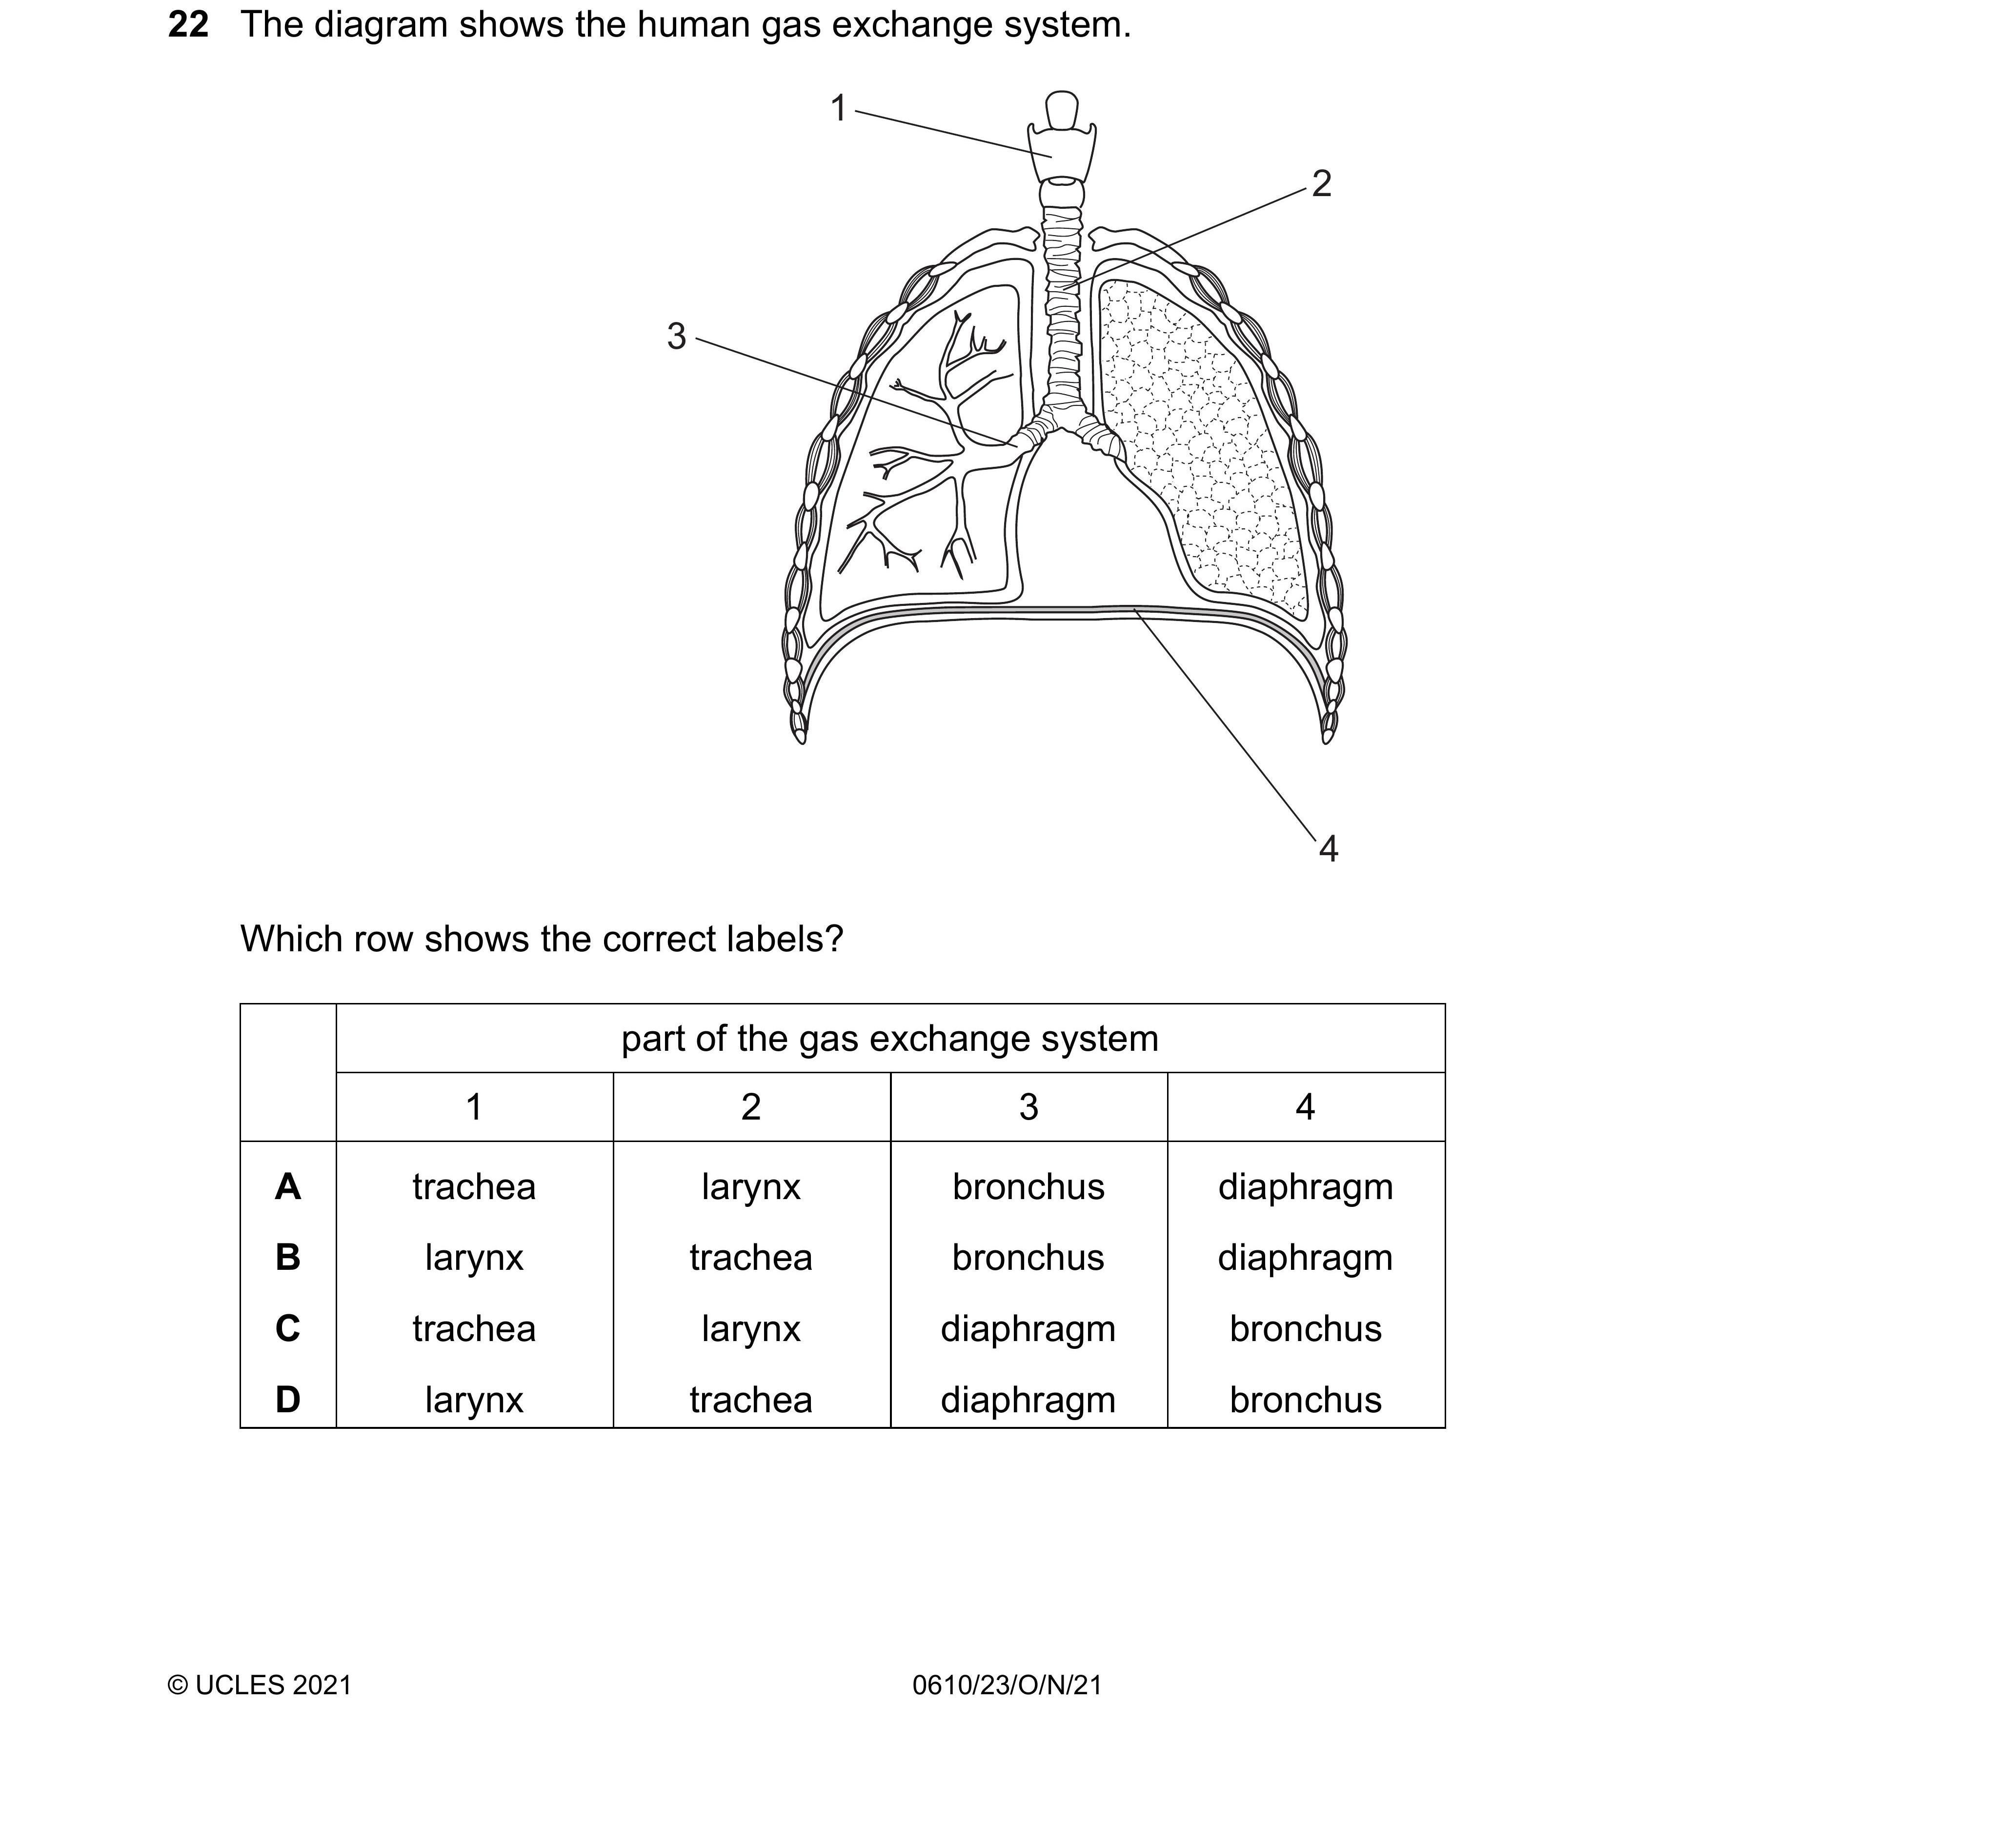 22 The diagram shows the human gas exchange system.
1
2
3
4
Which row shows the correct labels?
part of the gas exchange system
1 2 3 4
A trachea larynx bronchus diaphragm
B larynx trachea bronchus diaphragm
C trachea larynx diaphragm bronchus
D larynx trachea diaphragm bronchus
© UCLES 2021 0610/23/O/N/21